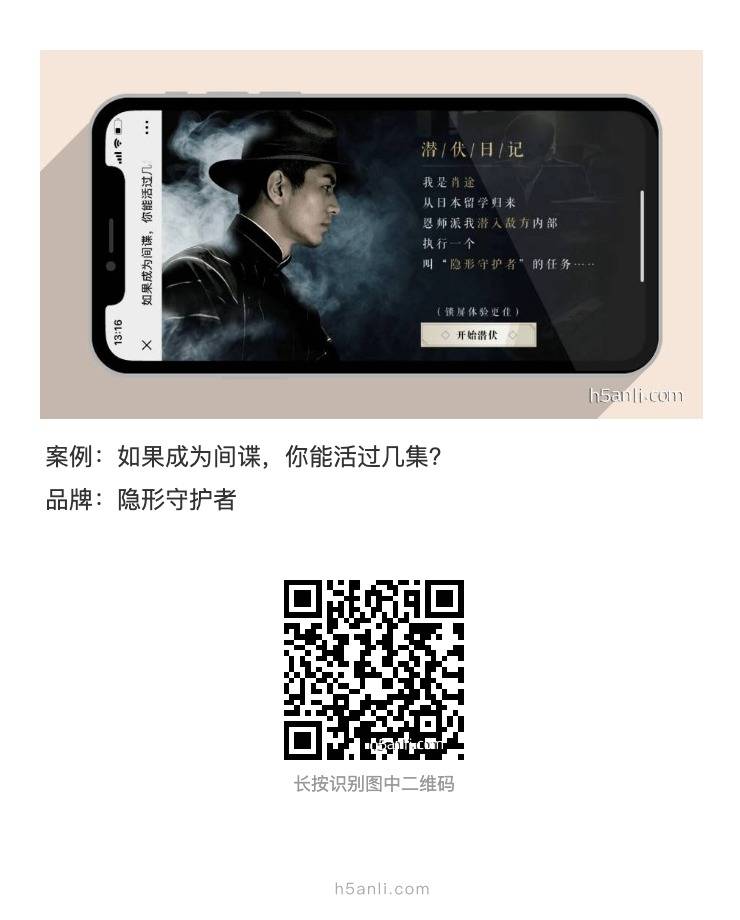 13:16
如果成为间谍，你能活过几
潜/伏/日/记
我是肖途
从日本留学归来
恩师派我潜入敌方内部
执行一个
叫“隐形守护者”的任务……
（锁屏体验更佳）
开始潜伏
h5anli.com
案例：如果成为间谍，你能活过几集？
品牌：隐形守护者
h5anli.com
长按识别图中二维码
h5anli.com